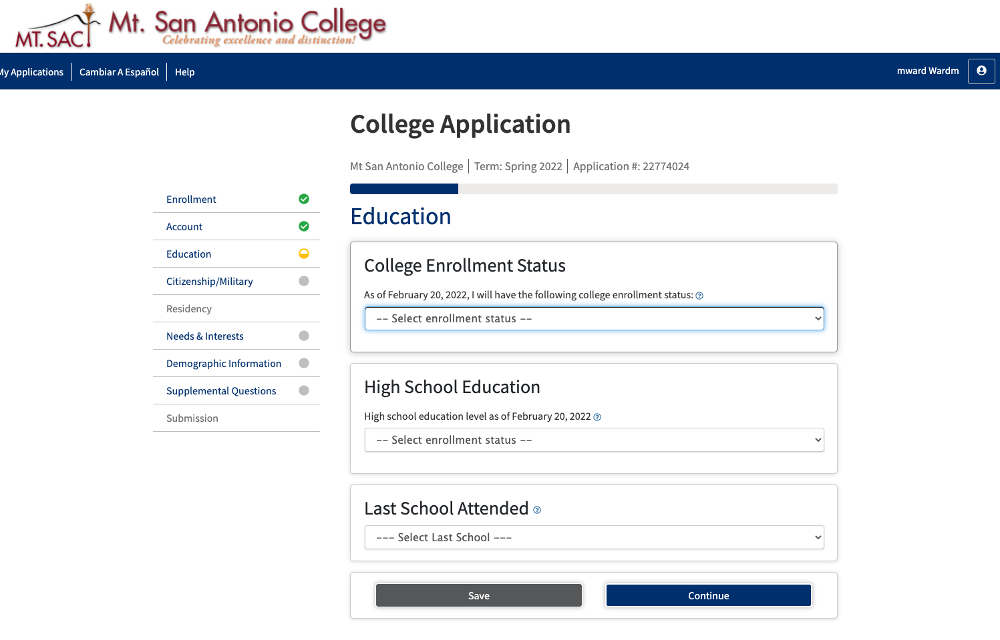 MT. SAC
Mt. San Antonio College
Celebrating excellence and distinction!
My Applications
Cambiar A Español
Help
mward Wardm
College Application
Mt San Antonio College
Term: Spring 2022
Application #: 22774024
Enrollment
Account
Education
Citizenship/Military
Residency
Needs & Interests
Demographic Information
Supplemental Questions
Submission
Education
College Enrollment Status
As of February 20, 2022, I will have the following college enrollment status:
-- Select enrollment status --
High School Education
High school education level as of February 20, 2022
-- Select enrollment status --
Last School Attended
--- Select Last School ---
Save
Continue